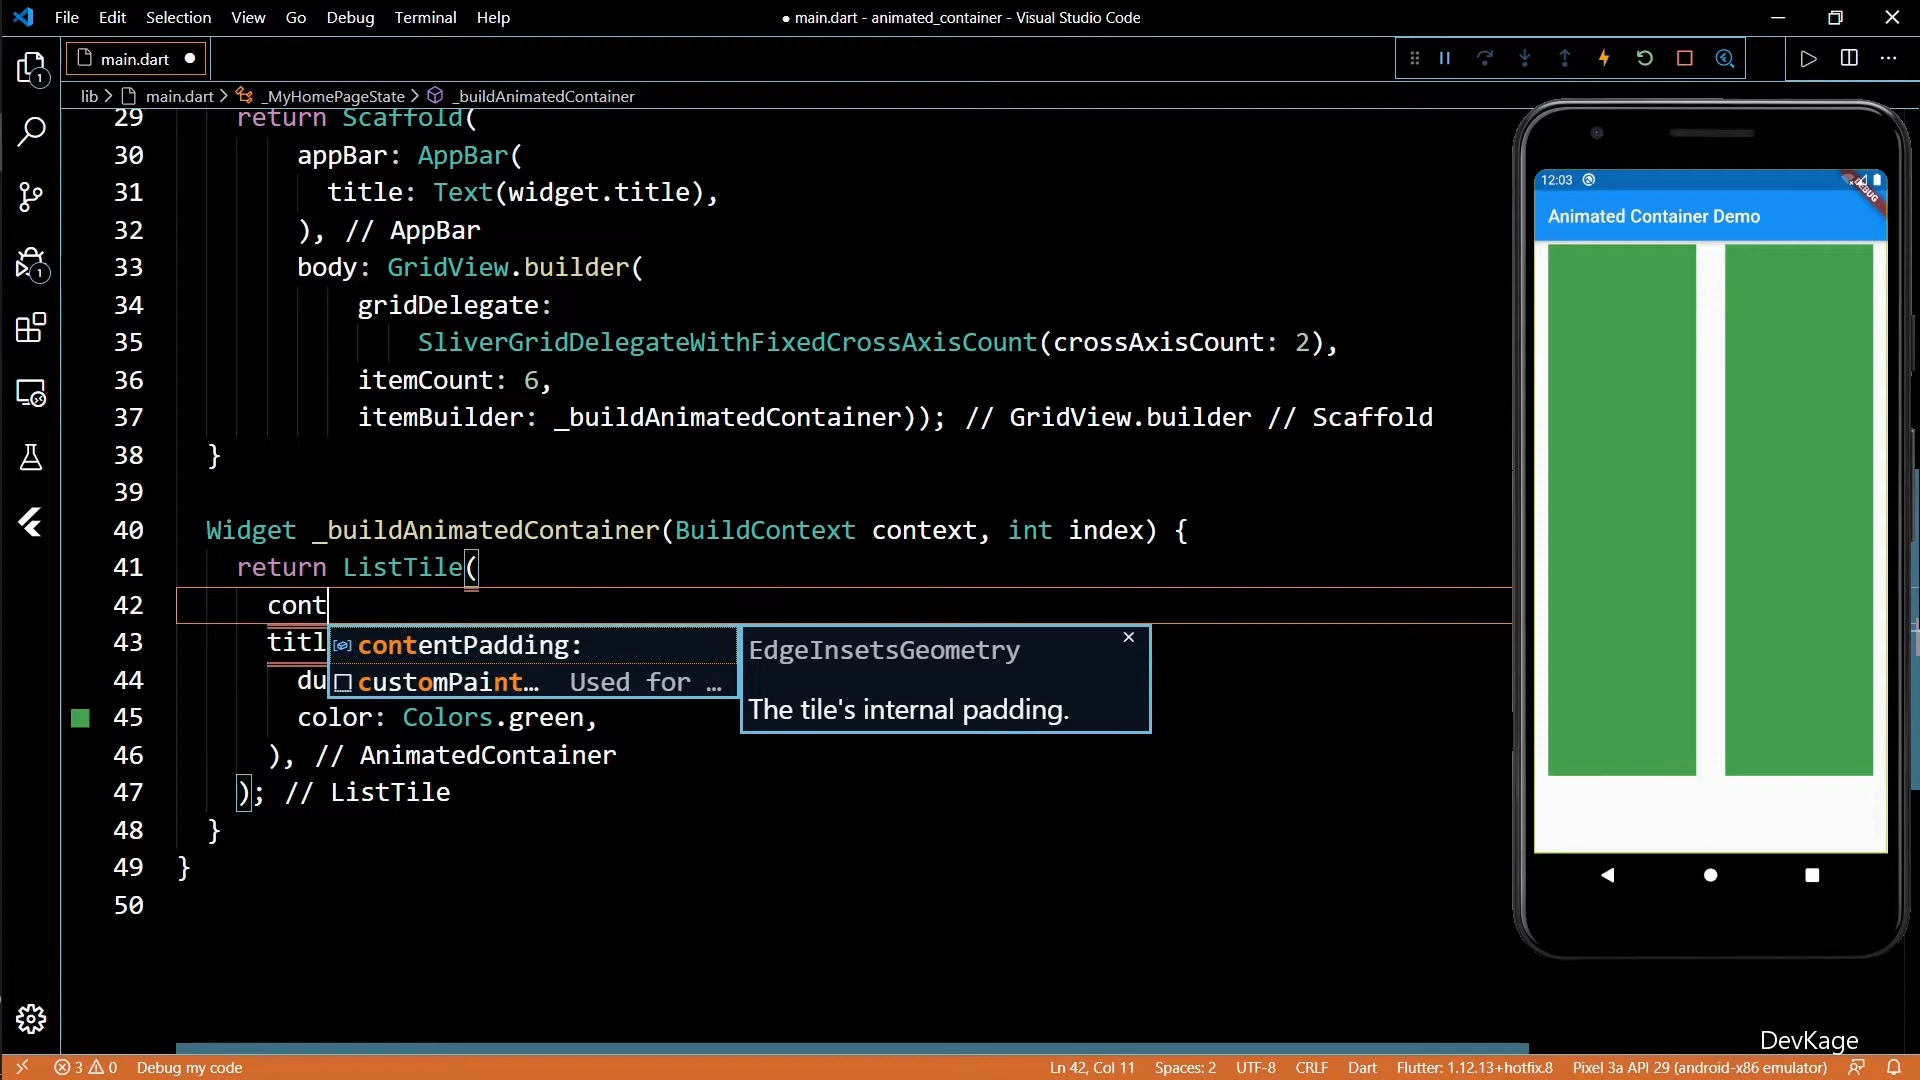 File Edit Selection View Go Debug Terminal Help
● main.dart - animated_container - Visual Studio Code
main.dart
lib > main.dart > _MyHomePageState > _buildAnimatedContainer
29 return Scaffold(
30 appBar: AppBar(
31 title: Text(widget.title),
32 ), // AppBar
33 body: GridView.builder(
34 gridDelegate:
35 SliverGridDelegateWithFixedCrossAxisCount(crossAxisCount: 2),
36 itemCount: 6,
37 itemBuilder: _buildAnimatedContainer)); // GridView.builder // Scaffold
38 }
39
40 Widget _buildAnimatedContainer(BuildContext context, int index) {
41 return ListTile(
42 cont
43 titl
44 du
45 color: Colors.green,
46 ), // AnimatedContainer
47 ); // ListTile
48 }
49 }
50
contentPadding:
customPaint… Used for …
EdgeInsetsGeometry
The tile's internal padding.
1
1
12:03
DEBUG
Animated Container Demo
DevKage
3 0 Debug my code
Ln 42, Col 11 Spaces: 2 UTF-8 CRLF Dart Flutter: 1.12.13+hotfix.8 Pixel 3a API 29 (android-x86 emulator)